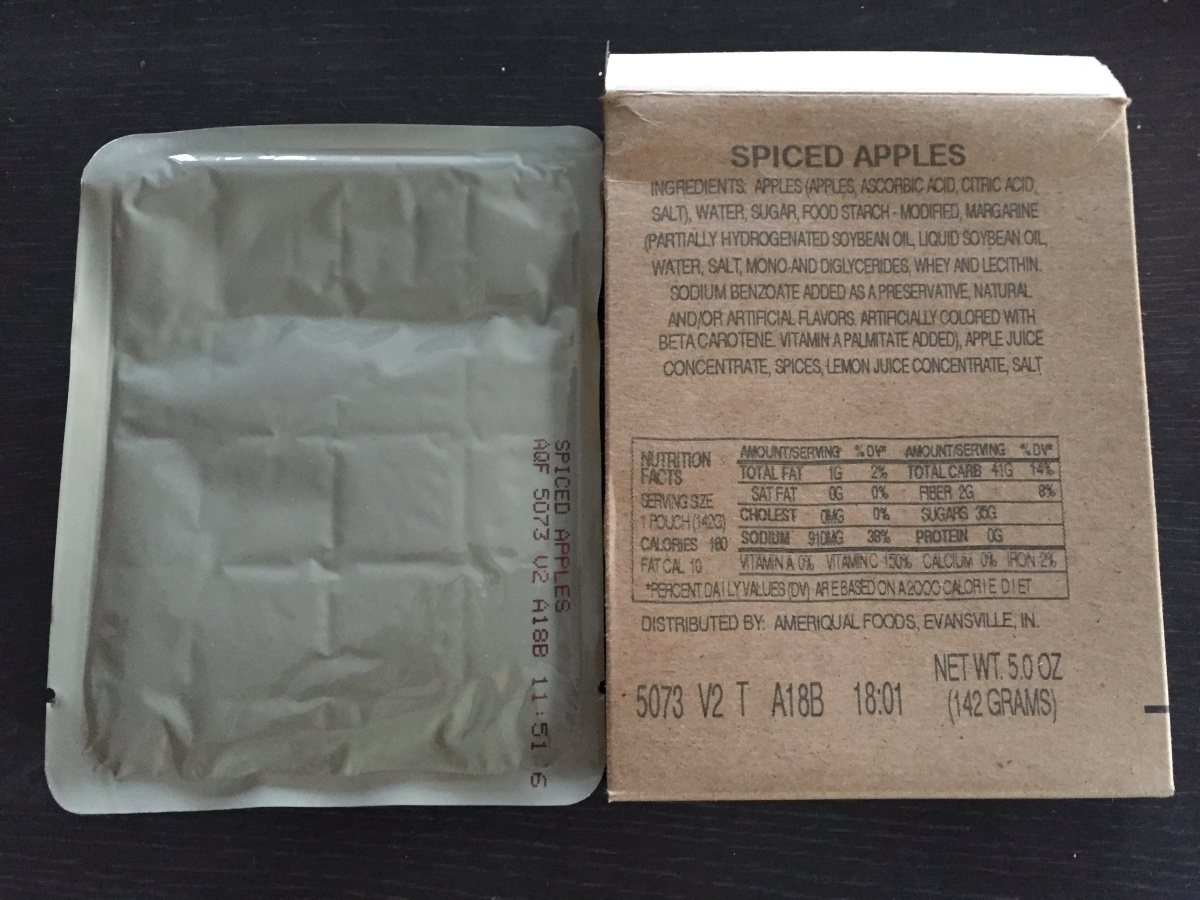 SPICED APPLES
AQF 5073 V2 A18B 11:51 6
SPICED APPLES
INGREDIENTS: APPLES (APPLES, ASCORBIC ACID, CITRIC ACID,
SALT), WATER, SUGAR, FOOD STARCH - MODIFIED, MARGARINE
(PARTIALLY HYDROGENATED SOYBEAN OIL, LIQUID SOYBEAN OIL,
WATER, SALT, MONO-AND DIGLYCERIDES, WHEY AND LECITHIN.
SODIUM BENZOATE ADDED AS A PRESERVATIVE, NATURAL
AND/OR ARTIFICIAL FLAVORS, ARTIFICIALLY COLORED WITH
BETA CAROTENE. VITAMIN A PALMITATE ADDED), APPLE JUICE
CONCENTRATE, SPICES, LEMON JUICE CONCENTRATE, SALT
NUTRITION
FACTS
SERVING SIZE
1 POUCH (142G)
CALORIES 180
FAT CAL 10
AMOUNT/SERVING % DV* AMOUNT/SERVING % DV*
TOTAL FAT 1G 2% TOTAL CARB 41G 14%
SAT FAT 0G 0% FIBER 2G 8%
CHOLEST 0MG 0% SUGARS 35G
SODIUM 910MG 38% PROTEIN 0G
VITAMIN A 0% VITAMIN C 150% CALCIUM 0% IRON 2%
*PERCENT DAILY VALUES (DV) ARE BASED ON A 2000 CALORIE DIET
DISTRIBUTED BY: AMERIQUAL FOODS, EVANSVILLE, IN.
NET WT. 5.0 OZ
(142 GRAMS)
5073 V2 T A18B 18:01